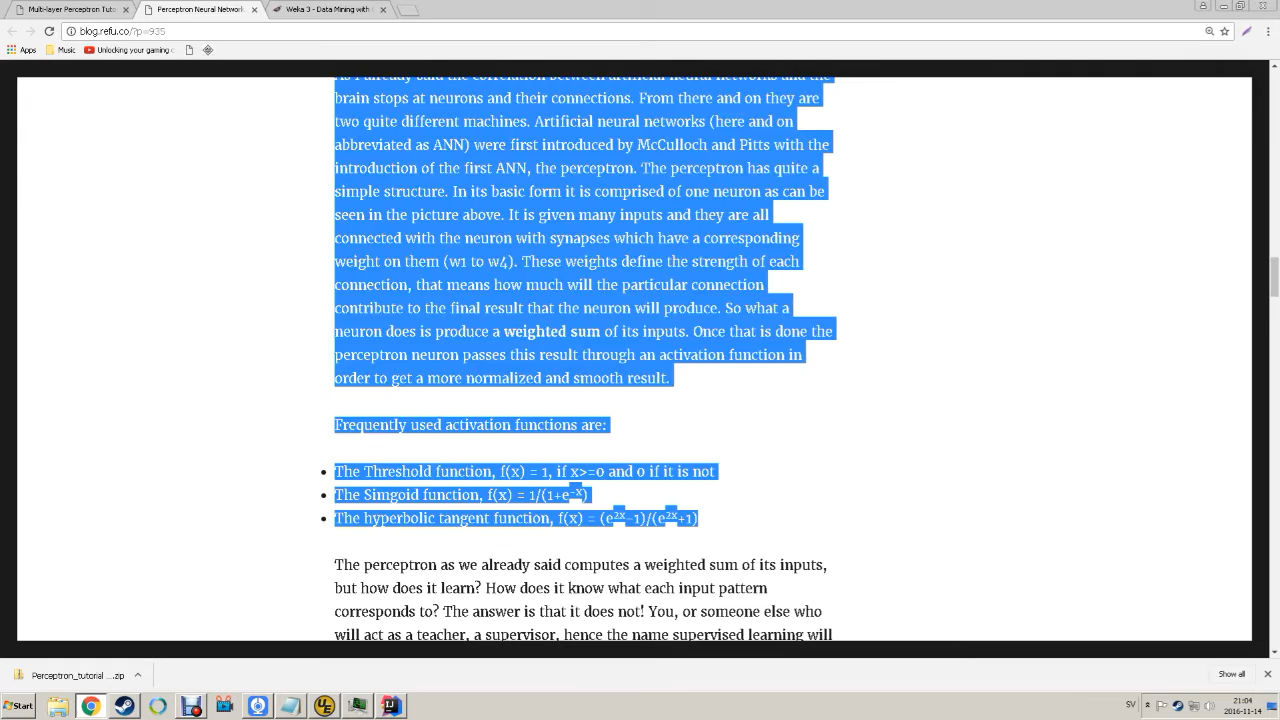 Multi-layer Perceptron Tuto
Perceptron Neural Network
Weka 3 - Data Mining with
blog.refu.co/?p=935
Apps
Music
Unlocking your gaming
As I already said the correlation between artificial neural networks and the
brain stops at neurons and their connections. From there and on they are
two quite different machines. Artificial neural networks (here and on
abbreviated as ANN) were first introduced by McCulloch and Pitts with the
introduction of the first ANN, the perceptron. The perceptron has quite a
simple structure. In its basic form it is comprised of one neuron as can be
seen in the picture above. It is given many inputs and they are all
connected with the neuron with synapses which have a corresponding
weight on them (w1 to w4). These weights define the strength of each
connection, that means how much will the particular connection
contribute to the final result that the neuron will produce. So what a
neuron does is produce a weighted sum of its inputs. Once that is done the
perceptron neuron passes this result through an activation function in
order to get a more normalized and smooth result.
Frequently used activation functions are:
The Threshold function, f(x) = 1, if x>=0 and 0 if it is not
The Simgoid function, f(x) = 1/(1+e^-x)
The hyperbolic tangent function, f(x) = (e^2x-1)/(e^2x+1)
The perceptron as we already said computes a weighted sum of its inputs,
but how does it learn? How does it know what each input pattern
corresponds to? The answer is that it does not! You, or someone else who
will act as a teacher, a supervisor, hence the name supervised learning will
Perceptron_tutorial ....zip
Show all
Start
SV
21:04
2016-11-14